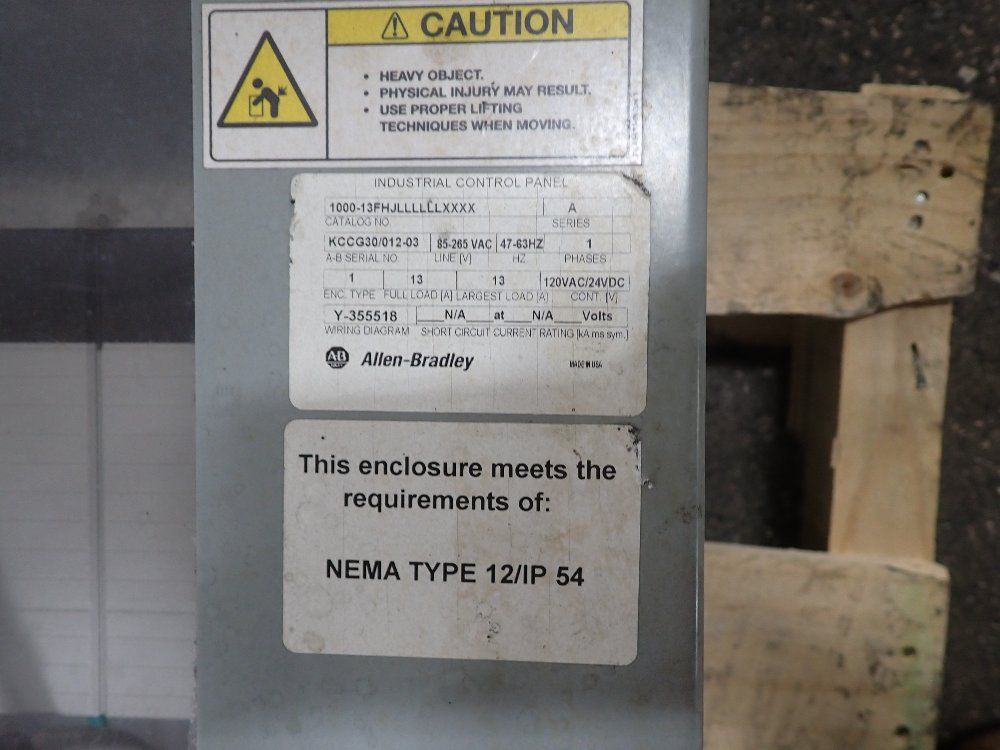 CAUTION
• HEAVY OBJECT.
• PHYSICAL INJURY MAY RESULT.
• USE PROPER LIFTING
TECHNIQUES WHEN MOVING.
INDUSTRIAL CONTROL PANEL
1000-13FHJLLLLLLXXXX A
CATALOG NO. SERIES
KCCG30/012-03 85-265 VAC 47-63HZ 1
A-B SERIAL NO. LINE [V] HZ PHASES
1 13 13 120VAC/24VDC
ENC. TYPE FULL LOAD [A] LARGEST LOAD [A] CONT. [V]
Y-355518 N/A at N/A Volts
WIRING DIAGRAM SHORT CIRCUIT CURRENT RATING [kA rms sym.]
AB Allen-Bradley MADE IN USA
This enclosure meets the
requirements of:
NEMA TYPE 12/IP 54